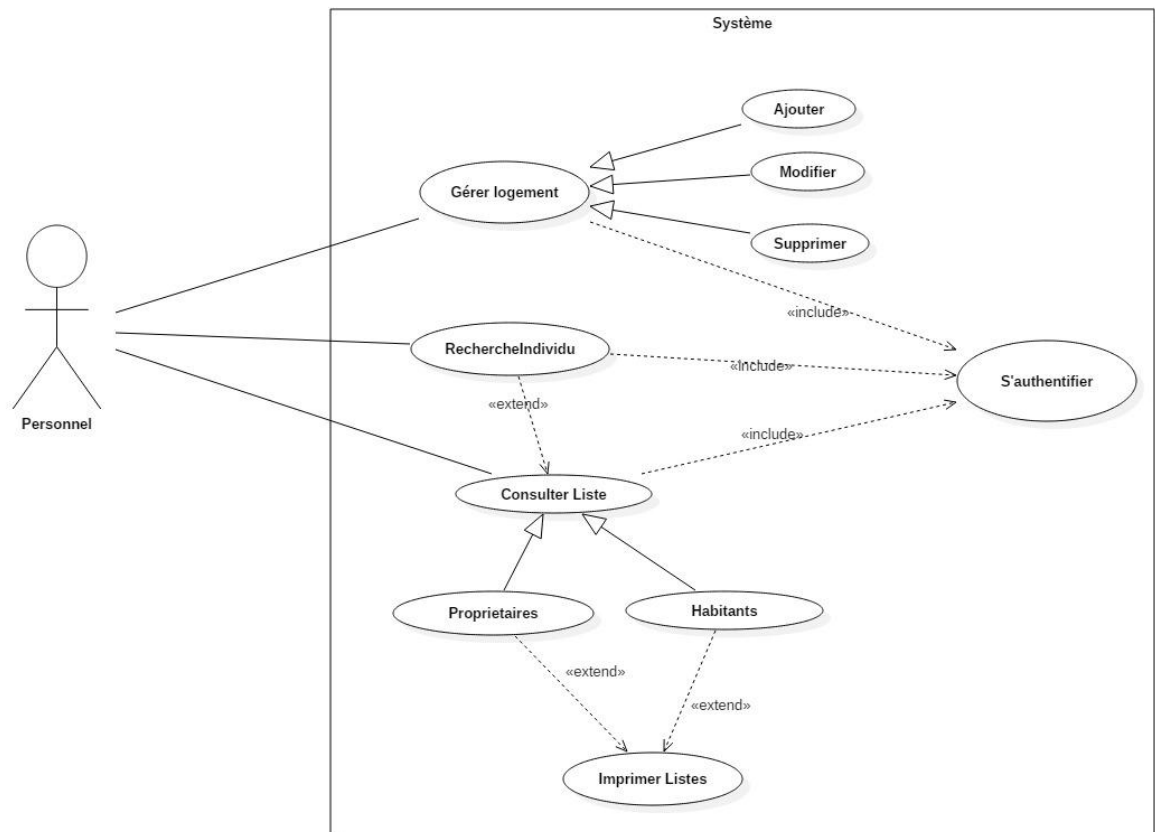 Système
Ajouter
Gérer logement
Modifier
Supprimer
«include»
RechercheIndividu
«include»
S'authentifier
«extend»
Personnel
«include»
Consulter Liste
Proprietaires
Habitants
«extend»
«extend»
Imprimer Listes